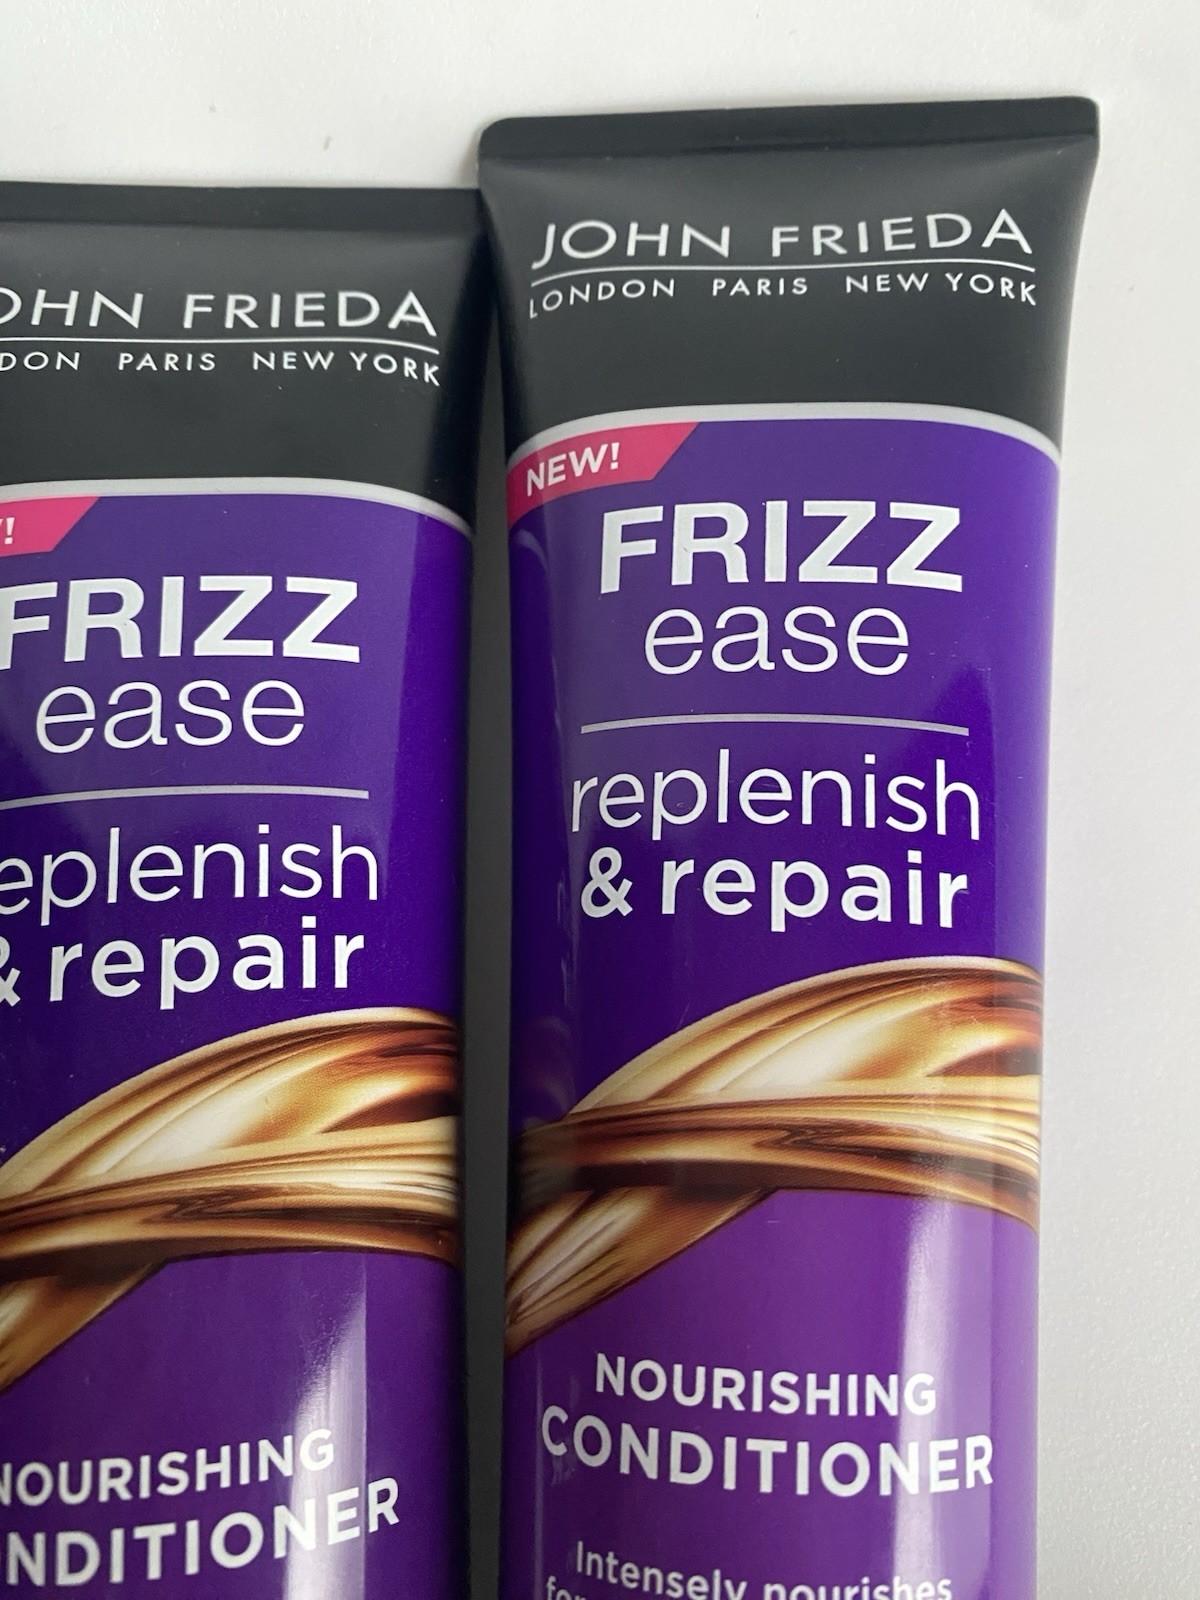 OHN FRIEDA
DON PARIS NEW YORK
!
FRIZZ
ease
eplenish
& repair
NOURISHING
NDITIONER
JOHN FRIEDA
LONDON PARIS NEW YORK
NEW!
FRIZZ
ease
replenish
& repair
NOURISHING
CONDITIONER
Intensely nourishes
for